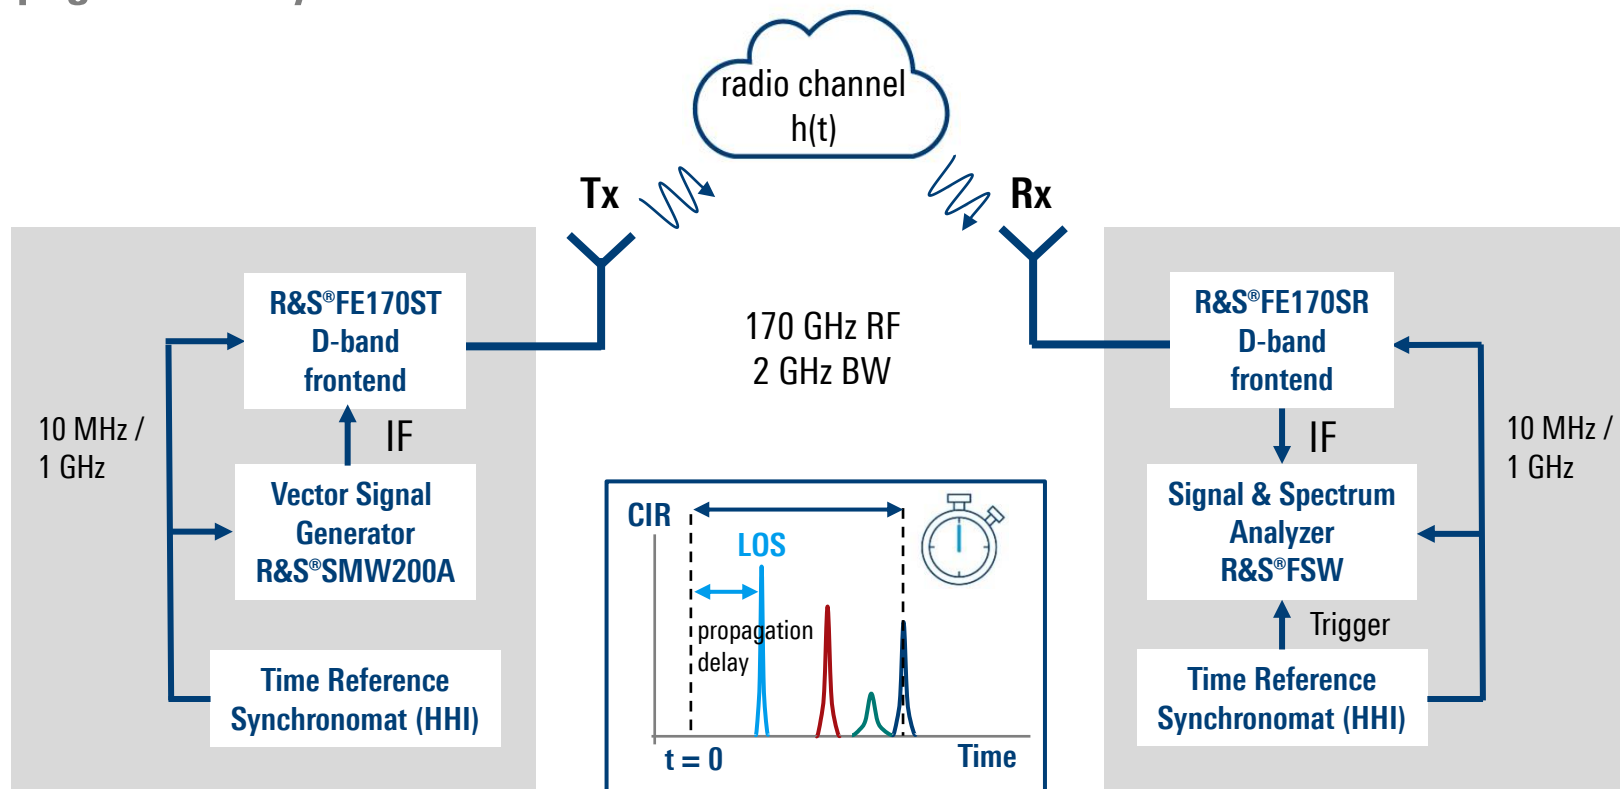 radio channel
h(t)
Tx
Rx
R&S®FE170ST
D-band
frontend
170 GHz RF
2 GHz BW
R&S®FE170SR
D-band
frontend
10 MHz /
1 GHz
IF
IF
10 MHz /
1 GHz
Vector Signal
Generator
R&S®SMW200A
CIR
LOS
propagation
delay
t = 0
Time
Signal & Spectrum
Analyzer
R&S®FSW
Trigger
Time Reference
Synchronomat (HHI)
Time Reference
Synchronomat (HHI)